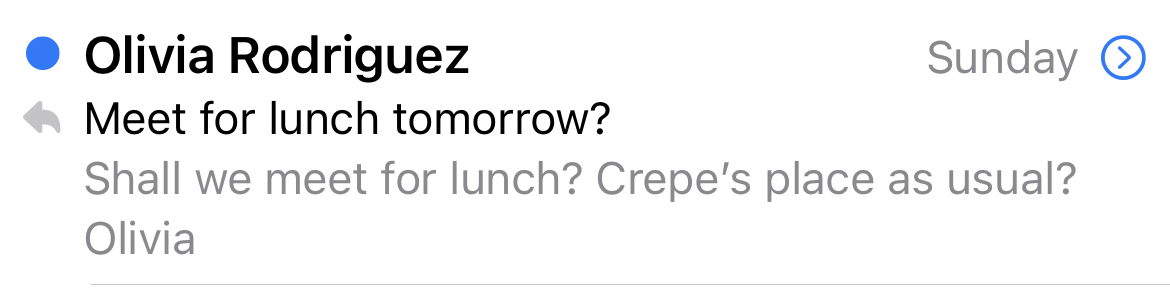 Olivia Rodriguez Sunday
Meet for lunch tomorrow?
Shall we meet for lunch? Crepe’s place as usual?
Olivia